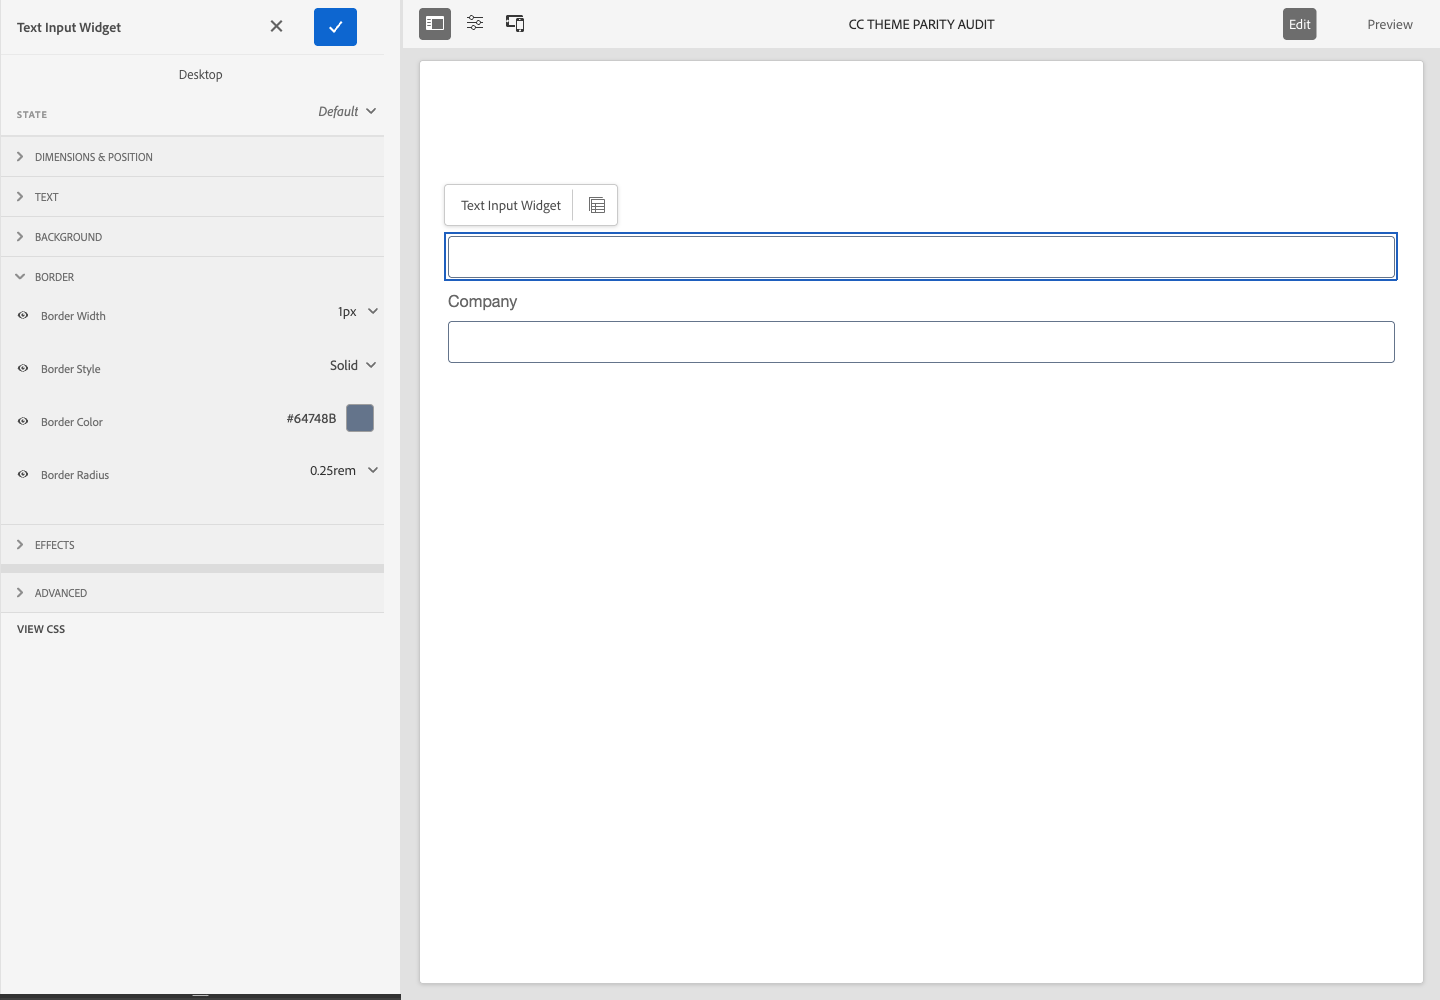 Text Input Widget
Desktop
STATE
Default
DIMENSIONS & POSITION
TEXT
BACKGROUND
BORDER
Border Width
1px
Border Style
Solid
Border Color
#64748B
Border Radius
0.25rem
EFFECTS
ADVANCED
VIEW CSS
CC THEME PARITY AUDIT
Edit
Preview
Text Input Widget
Company